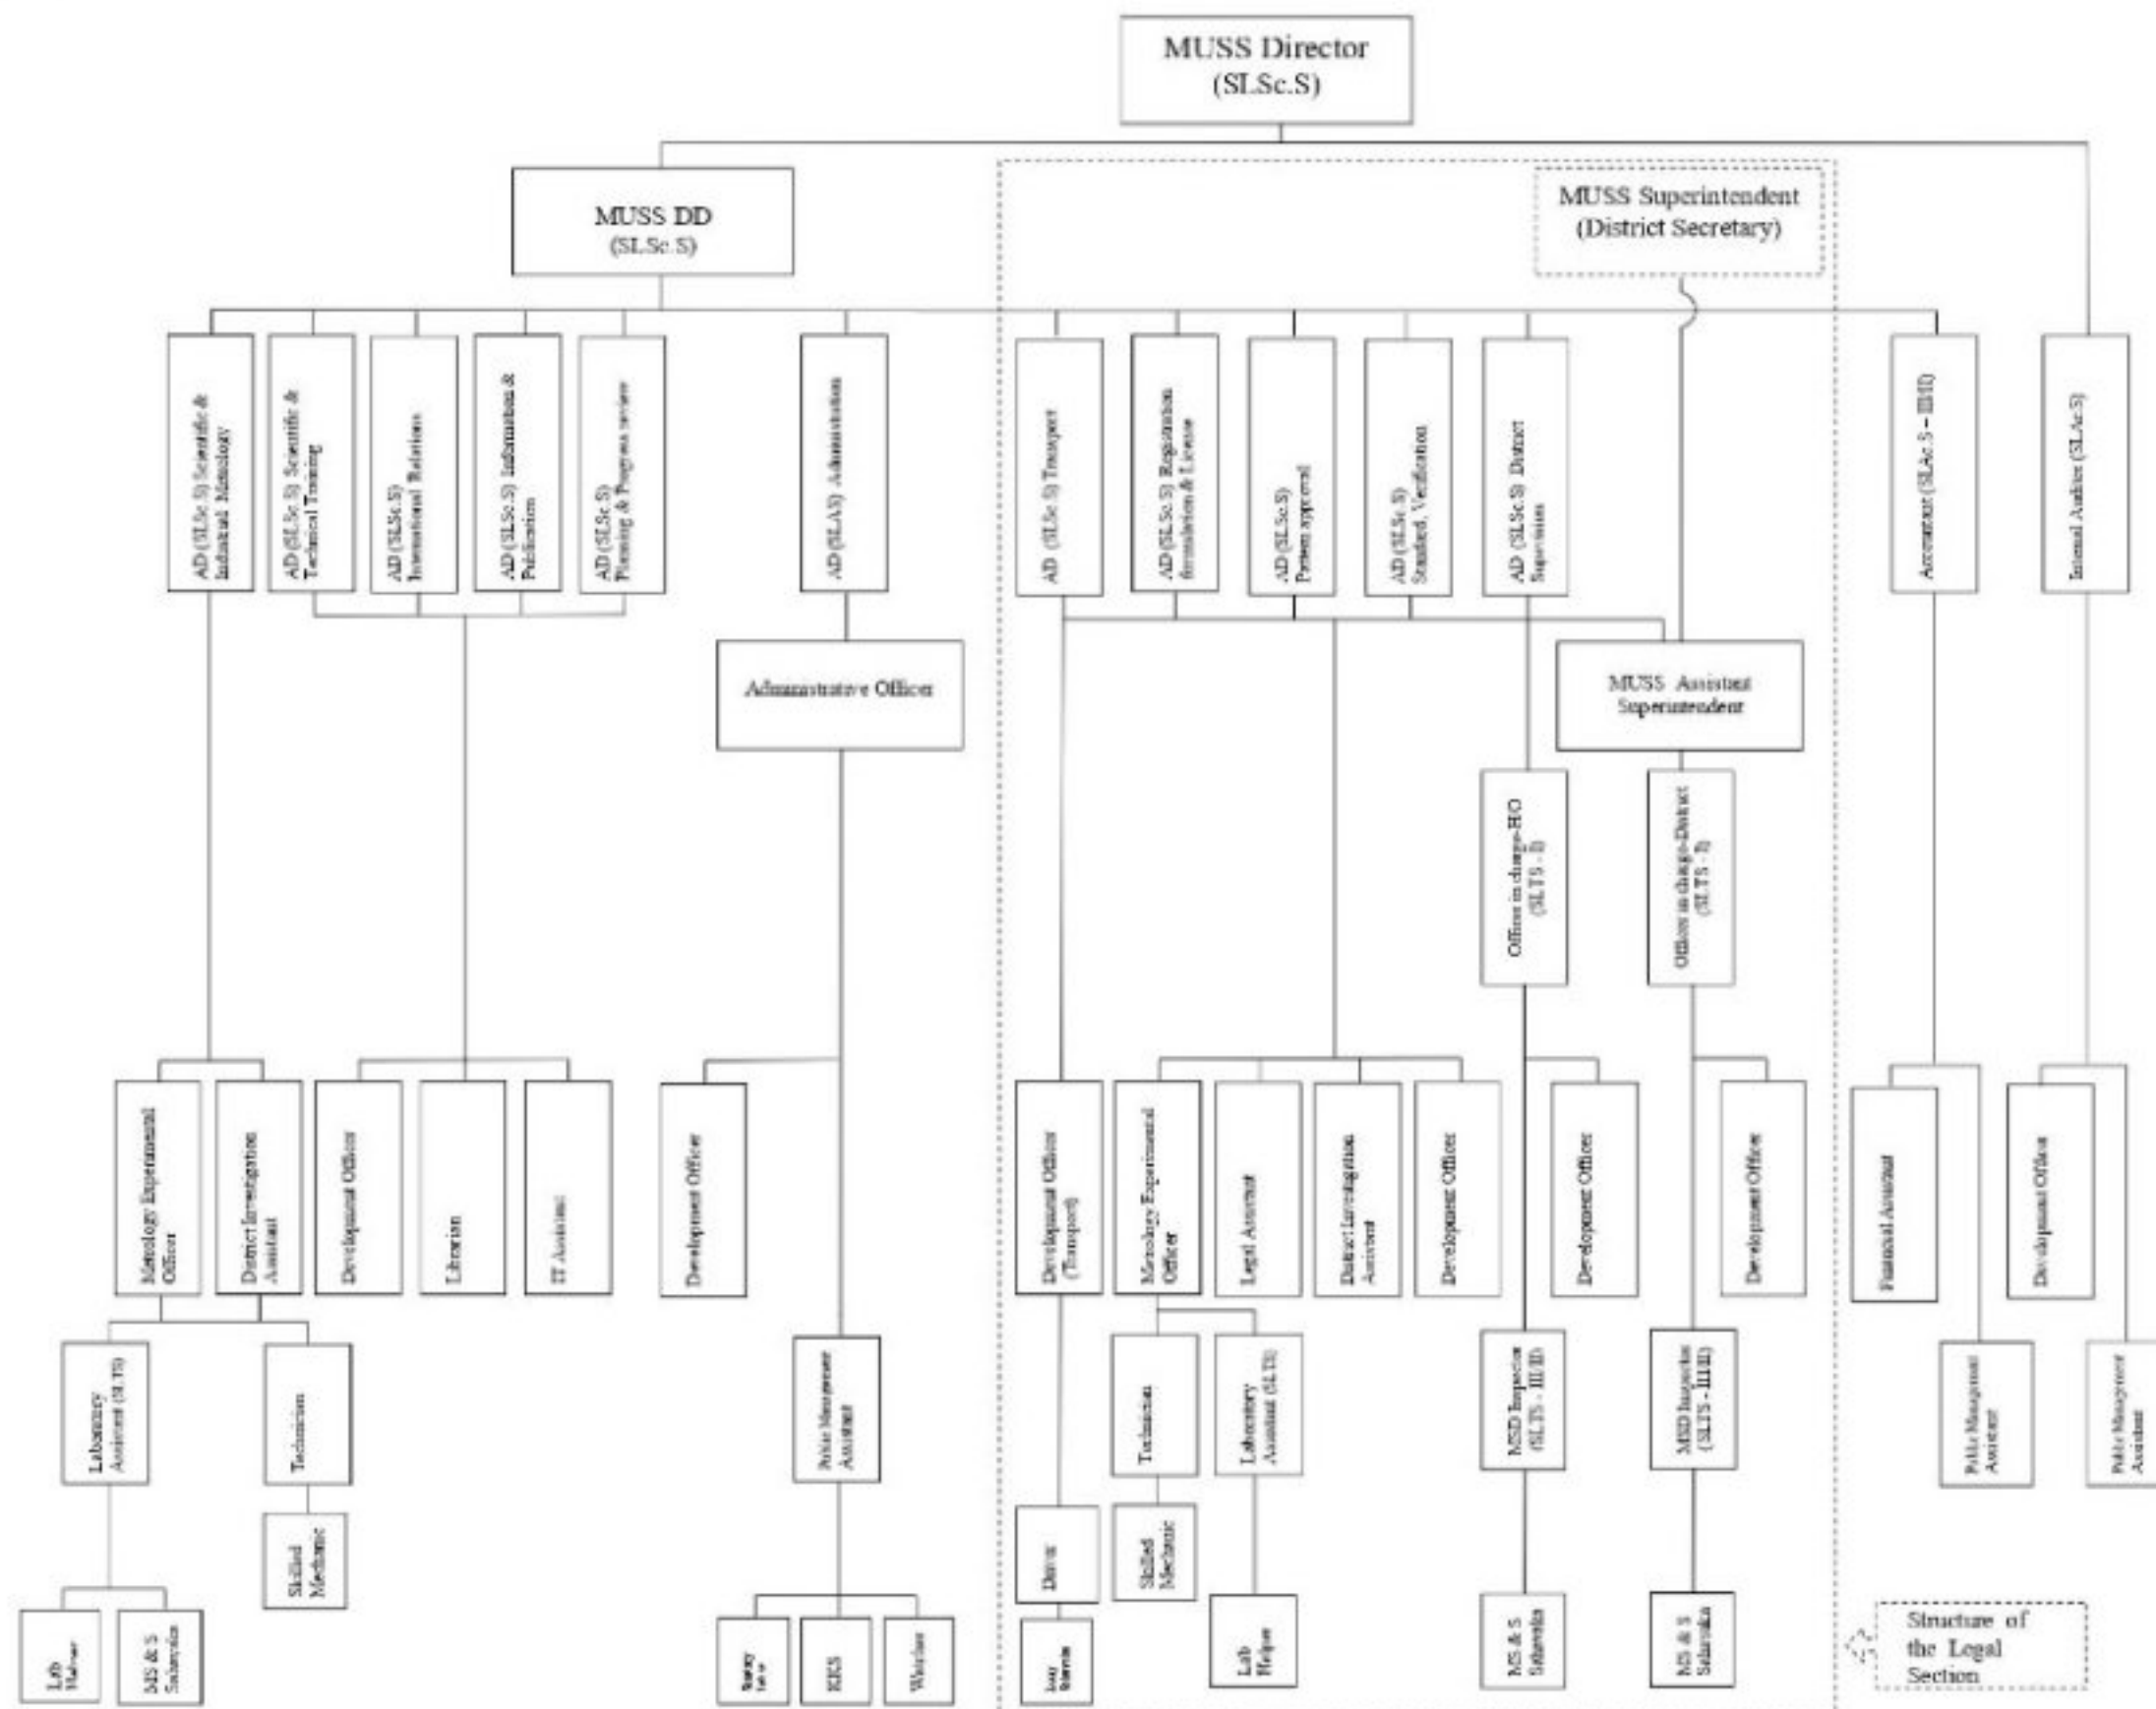 MUSS Director
(SLSc.S)
MUSS DD
(SLSc.S)
MUSS Superintendent
(District Secretary)
AD (SLSc.S) Scientific &
Industrial Metrology
AD (SLSc.S) Scientific &
Technical Training
AD (SLSc.S)
International Relations
AD (SLSc.S) Information &
Publication
AD (SLSc.S)
Planning & Progress review
AD (SLAS) Administration
AD (SLSc.S) Transport
AD (SLSc.S) Registration
formulation & License
AD (SLSc.S)
Pattern approval
AD (SLSc.S)
Standard, Verification
AD (SLSc.S) District
Supervision
Accountant (SLAc.S – III/II)
Internal Auditor (SLAc.S)
Administrative Officer
MUSS Assistant
Superintendent
Officer in charge-HO
(SLTS - I)
Officer in charge-District
(SLTS - I)
Metrology Experimental
Officer
District Investigation
Assistant
Development Officer
Librarian
IT Assistant
Development Officer
Development Officer
(Transport)
Metrology Experimental
Officer
Legal Assistant
District Investigation
Assistant
Development Officer
Development Officer
Development Officer
Financial Assistant
Development Officer
Laboratory
Assistant (SLTS)
Technician
Public Management
Assistant
Technician
Laboratory
Assistant (SLTS)
MSD Inspector
(SLTS - III/II)
MSD Inspector
(SLTS - III/II)
Public Management
Assistant
Public Management
Assistant
Skilled
Mechanic
Driver
Skilled
Mechanic
Lab
Helper
MS & S
Sahayaka
KKS
Watcher
Lab
Helper
MS & S
Sahayaka
MS & S
Sahayaka
Structure of
the Legal
Section